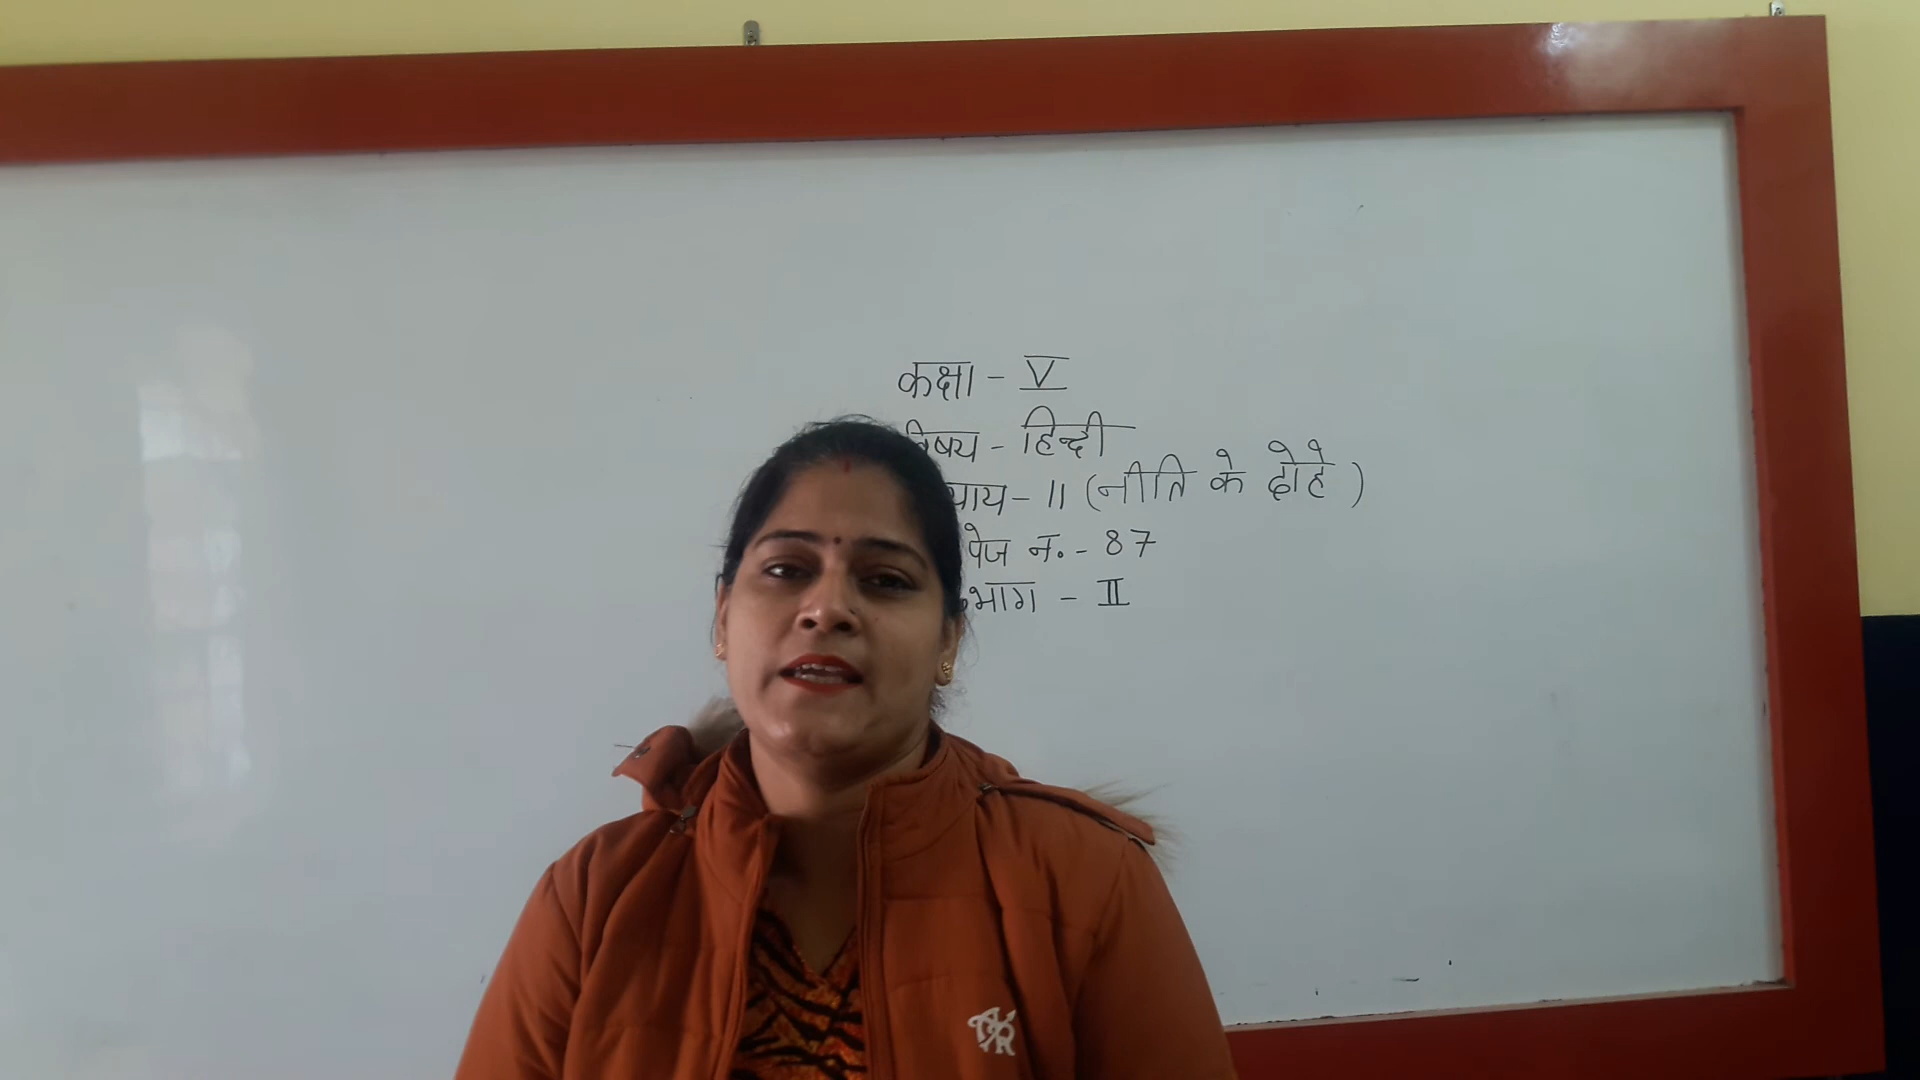 कक्षा - V
विषय - हिन्दी
- 11 (नीति के दोहे)
पेज न. - 87
भाग - II